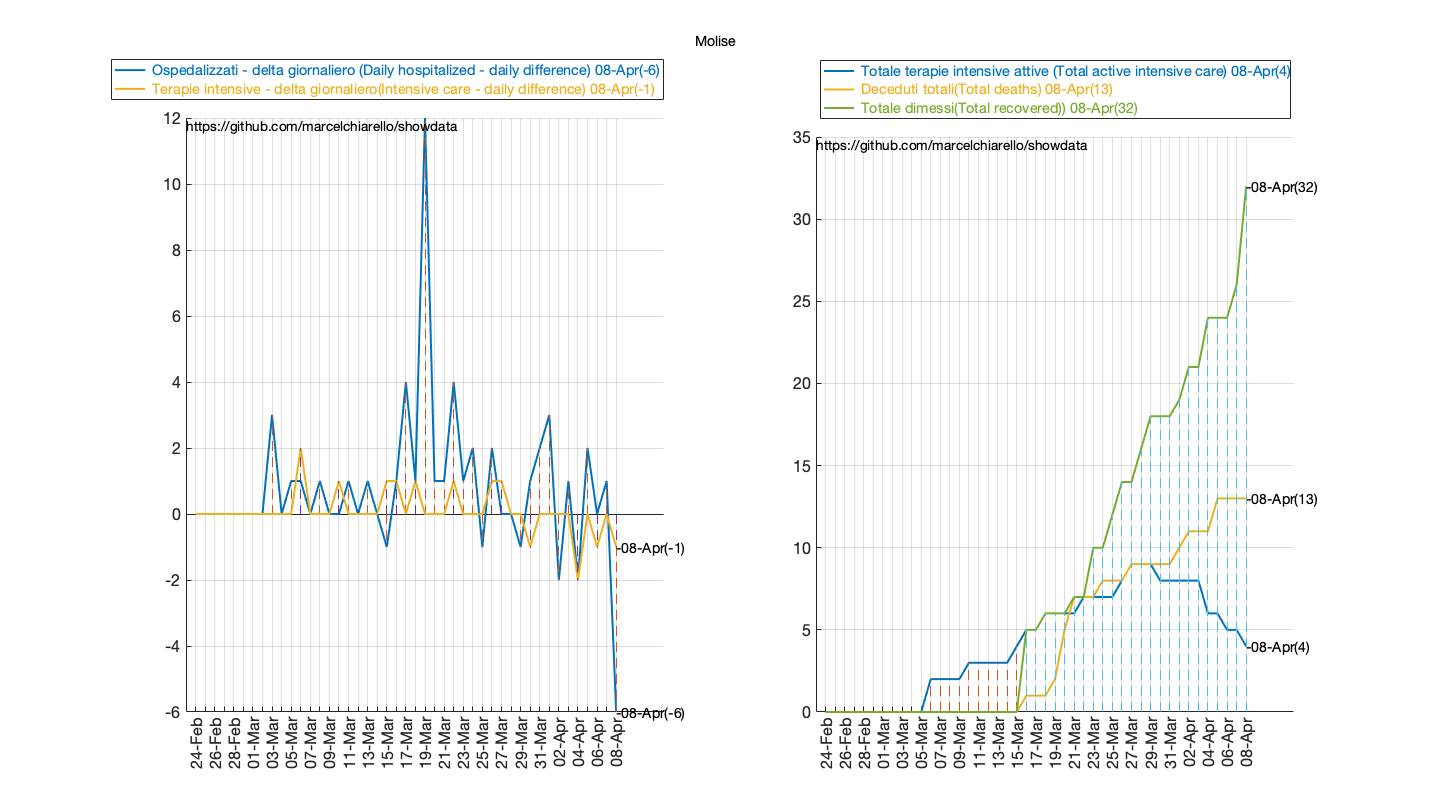 Molise
Ospedalizzati - delta giornaliero (Daily hospitalized - daily difference) 08-Apr(-6)
Terapie intensive - delta giornaliero(Intensive care - daily difference) 08-Apr(-1)
https://github.com/marcelchiarello/showdata
12
10
8
6
4
2
0
-2
-4
-6
-08-Apr(-1)
-08-Apr(-6)
24-Feb
26-Feb
28-Feb
01-Mar
03-Mar
05-Mar
07-Mar
09-Mar
11-Mar
13-Mar
15-Mar
17-Mar
19-Mar
21-Mar
23-Mar
25-Mar
27-Mar
29-Mar
31-Mar
02-Apr
04-Apr
06-Apr
08-Apr
Totale terapie intensive attive (Total active intensive care) 08-Apr(4)
Deceduti totali(Total deaths) 08-Apr(13)
Totale dimessi(Total recovered)) 08-Apr(32)
https://github.com/marcelchiarello/showdata
35
30
25
20
15
10
5
0
-08-Apr(32)
-08-Apr(13)
-08-Apr(4)
24-Feb
26-Feb
28-Feb
01-Mar
03-Mar
05-Mar
07-Mar
09-Mar
11-Mar
13-Mar
15-Mar
17-Mar
19-Mar
21-Mar
23-Mar
25-Mar
27-Mar
29-Mar
31-Mar
02-Apr
04-Apr
06-Apr
08-Apr